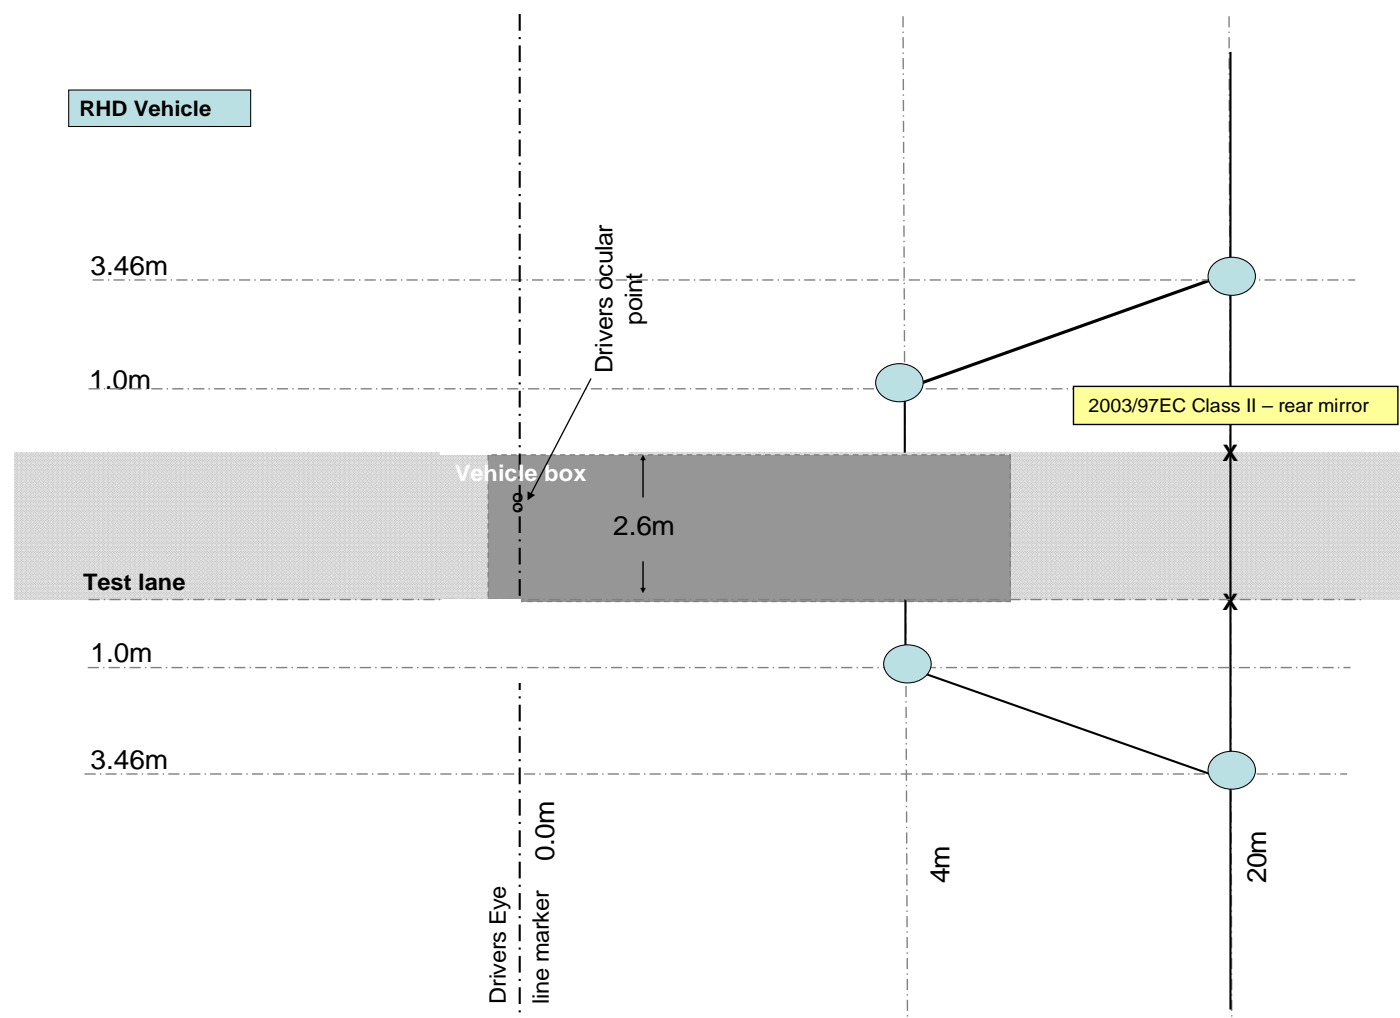 RHD Vehicle
Drivers ocular
point
3.46m
1.0m
2003/97EC Class II – rear mirror
X
Vehicle box
2.6m
Test lane
X
1.0m
3.46m
0.0m
4m
20m
Drivers Eye
line marker